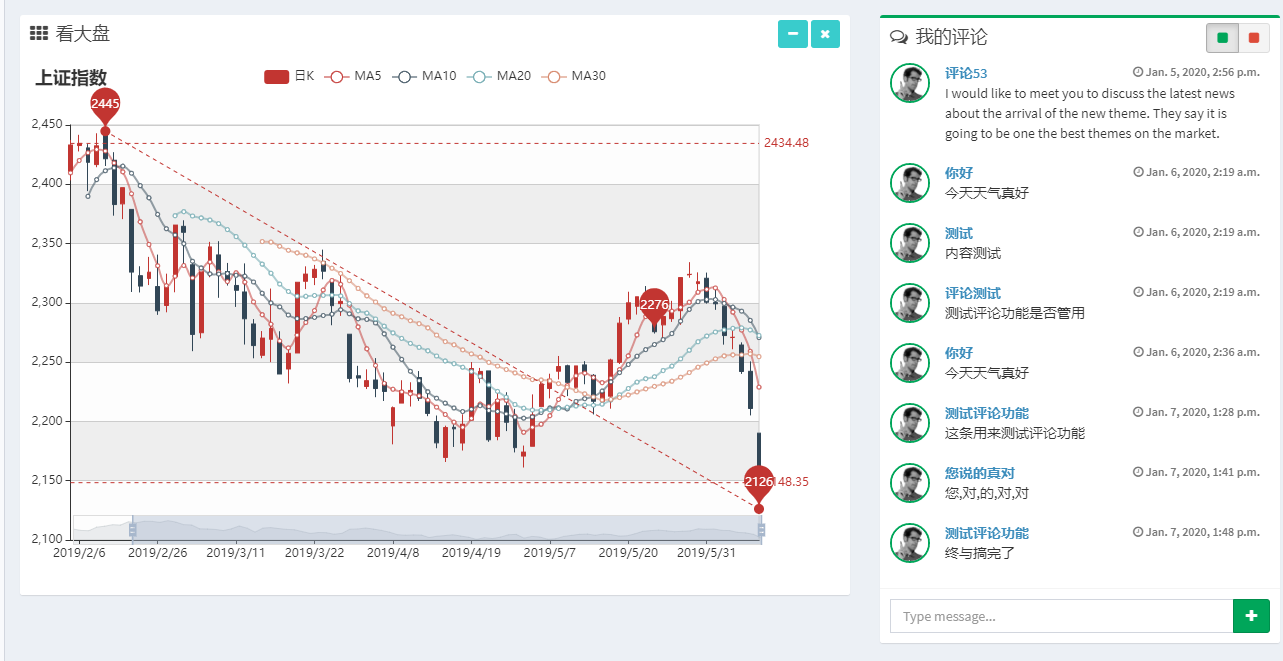 看大盘
上证指数
日K MA5 MA10 MA20 MA30
2445
2,450
2434.48
2,400
2,350
2,300
2276
2,250
2,200
2,150
2126
48.35
2,100
2019/2/6 2019/2/26 2019/3/11 2019/3/22 2019/4/8 2019/4/19 2019/5/7 2019/5/20 2019/5/31
我的评论
评论53 Jan. 5, 2020, 2:56 p.m.
I would like to meet you to discuss the latest news
about the arrival of the new theme. They say it is
going to be one the best themes on the market.
你好 Jan. 6, 2020, 2:19 a.m.
今天天气真好
测试 Jan. 6, 2020, 2:19 a.m.
内容测试
评论测试 Jan. 6, 2020, 2:19 a.m.
测试评论功能是否管用
你好 Jan. 6, 2020, 2:36 a.m.
今天天气真好
测试评论功能 Jan. 7, 2020, 1:28 p.m.
这条用来测试评论功能
您说的真对 Jan. 7, 2020, 1:41 p.m.
您,对,的,对,对
测试评论功能 Jan. 7, 2020, 1:48 p.m.
终与搞完了
Type message...